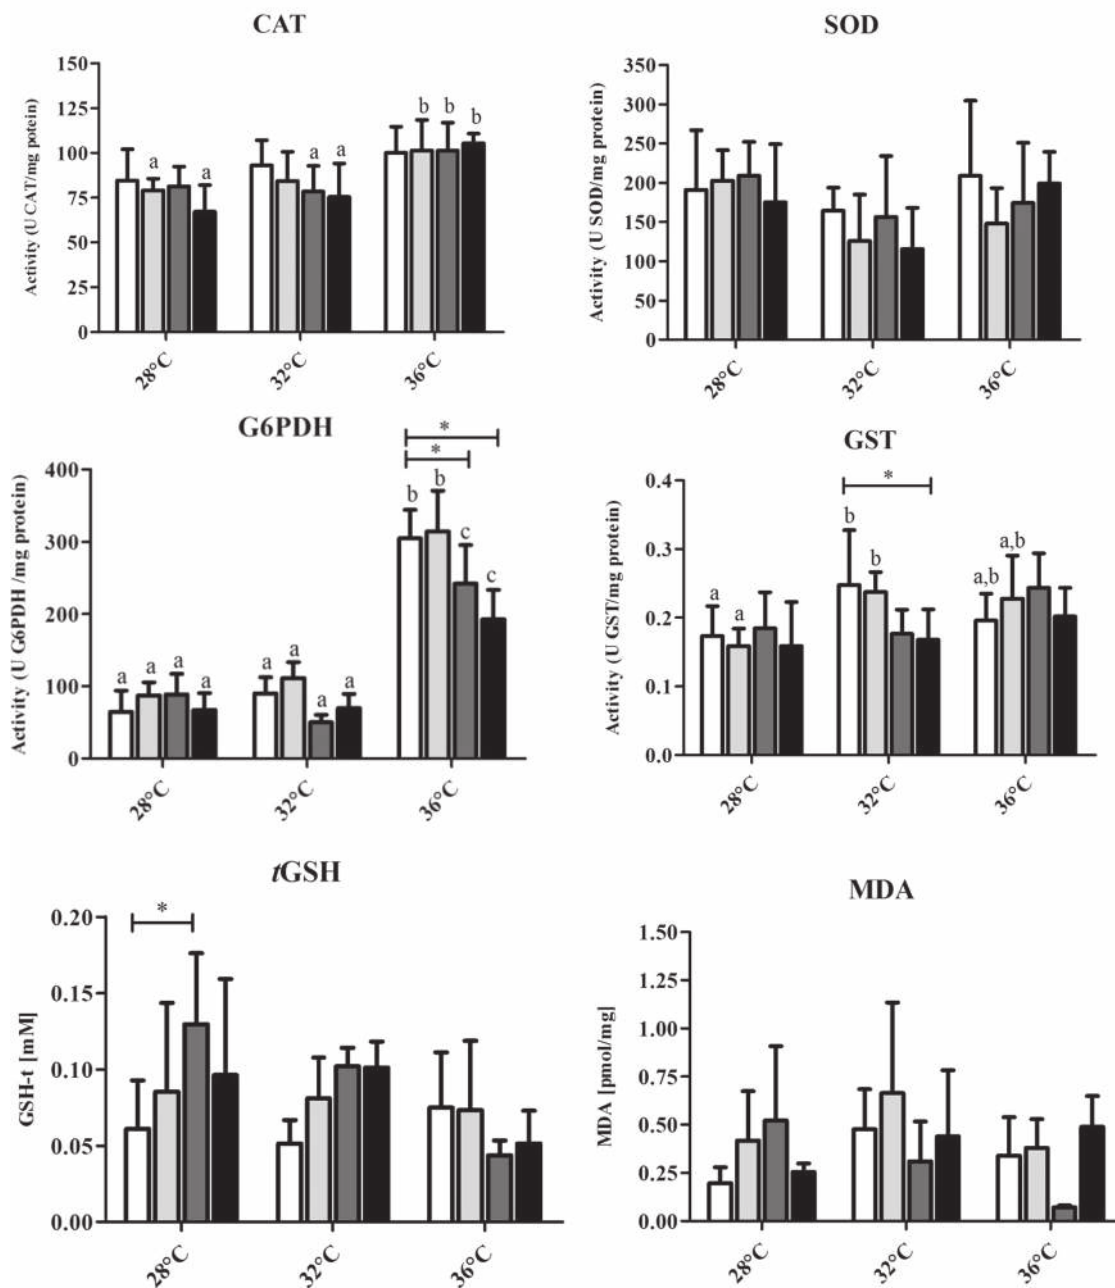 CAT
Activity (U CAT/mg potein)
150
125
100
75
50
25
0
a
a
a
a
b
b
b
28°C
32°C
36°C
SOD
Activity (U SOD/mg protein)
350
300
250
200
150
100
50
0
28°C
32°C
36°C
G6PDH
Activity (U G6PDH /mg protein)
400
300
200
100
0
*
*
a
a
a
a
a
a
a
a
b
b
c
c
28°C
32°C
36°C
GST
Activity (U GST/mg protein)
0.4
0.3
0.2
0.1
0.0
*
a
a
b
b
a,b
a,b
28°C
32°C
36°C
tGSH
GSH-t [mM]
0.20
0.15
0.10
0.05
0.00
*
28°C
32°C
36°C
MDA
MDA [pmol/mg]
1.50
1.25
1.00
0.75
0.50
0.25
0.00
28°C
32°C
36°C